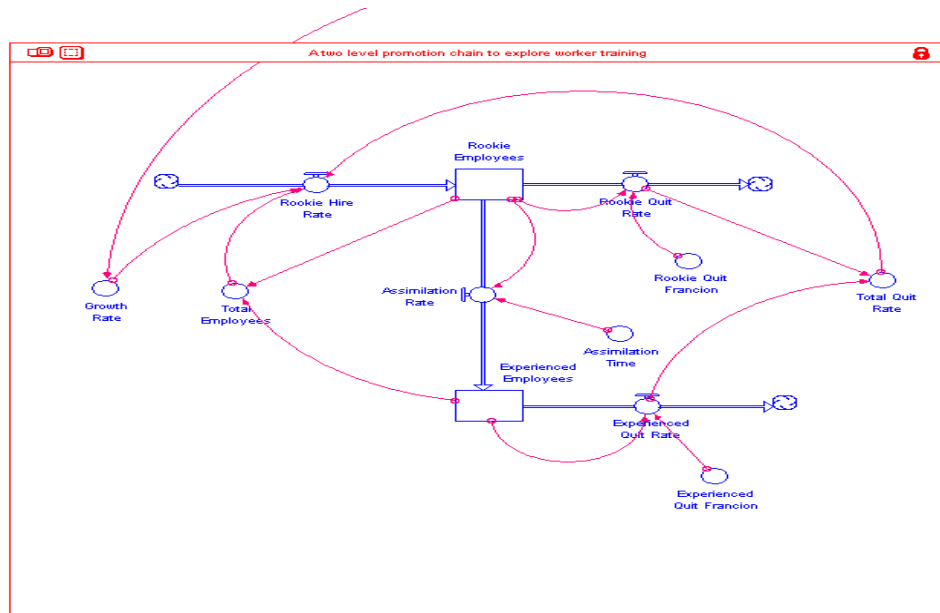 A two level promotion chain to explore worker training
Rookie
Employees
Rookie Hire
Rate
Rookie Quit
Rate
Rookie Quit
Francion
Growth
Rate
Total
Employees
Assimilation
Rate
Total Quit
Rate
Assimilation
Time
Experienced
Employees
Experienced
Quit Rate
Experienced
Quit Francion